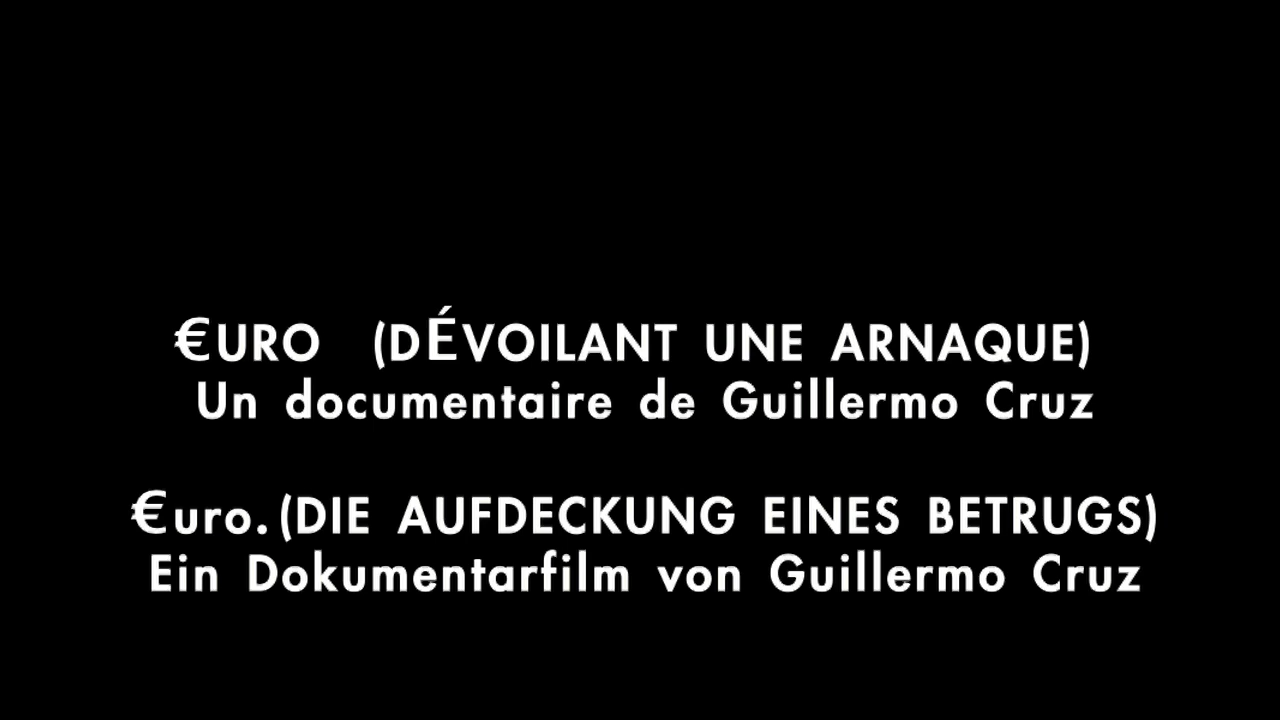 €URO (DÉVOILANT UNE ARNAQUE)
Un documentaire de Guillermo Cruz
€uro.(DIE AUFDECKUNG EINES BETRUGS)
Ein Dokumentarfilm von Guillermo Cruz